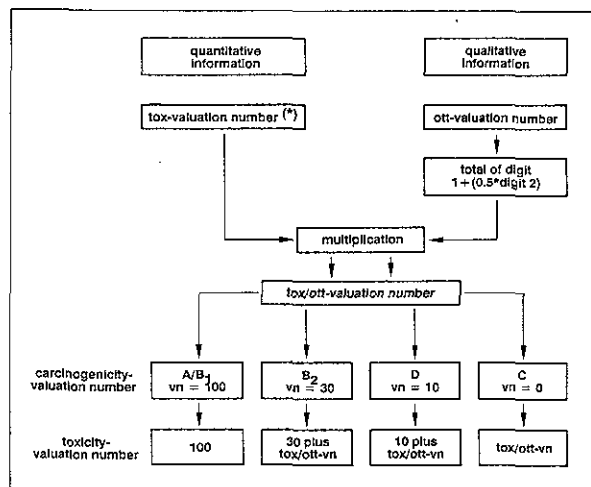 quantitative
information
qualitative
information
tox-valuation number (*)
ott-valuation number
total of digit
1+(0.5*digit 2)
multiplication
tox/ott-valuation number
carcinogenicity-
valuation number
A/B1
vn = 100
B2
vn = 30
D
vn = 10
C
vn = 0
toxicity-
valuation number
100
30 plus
tox/ott-vn
10 plus
tox/ott-vn
tox/ott-vn